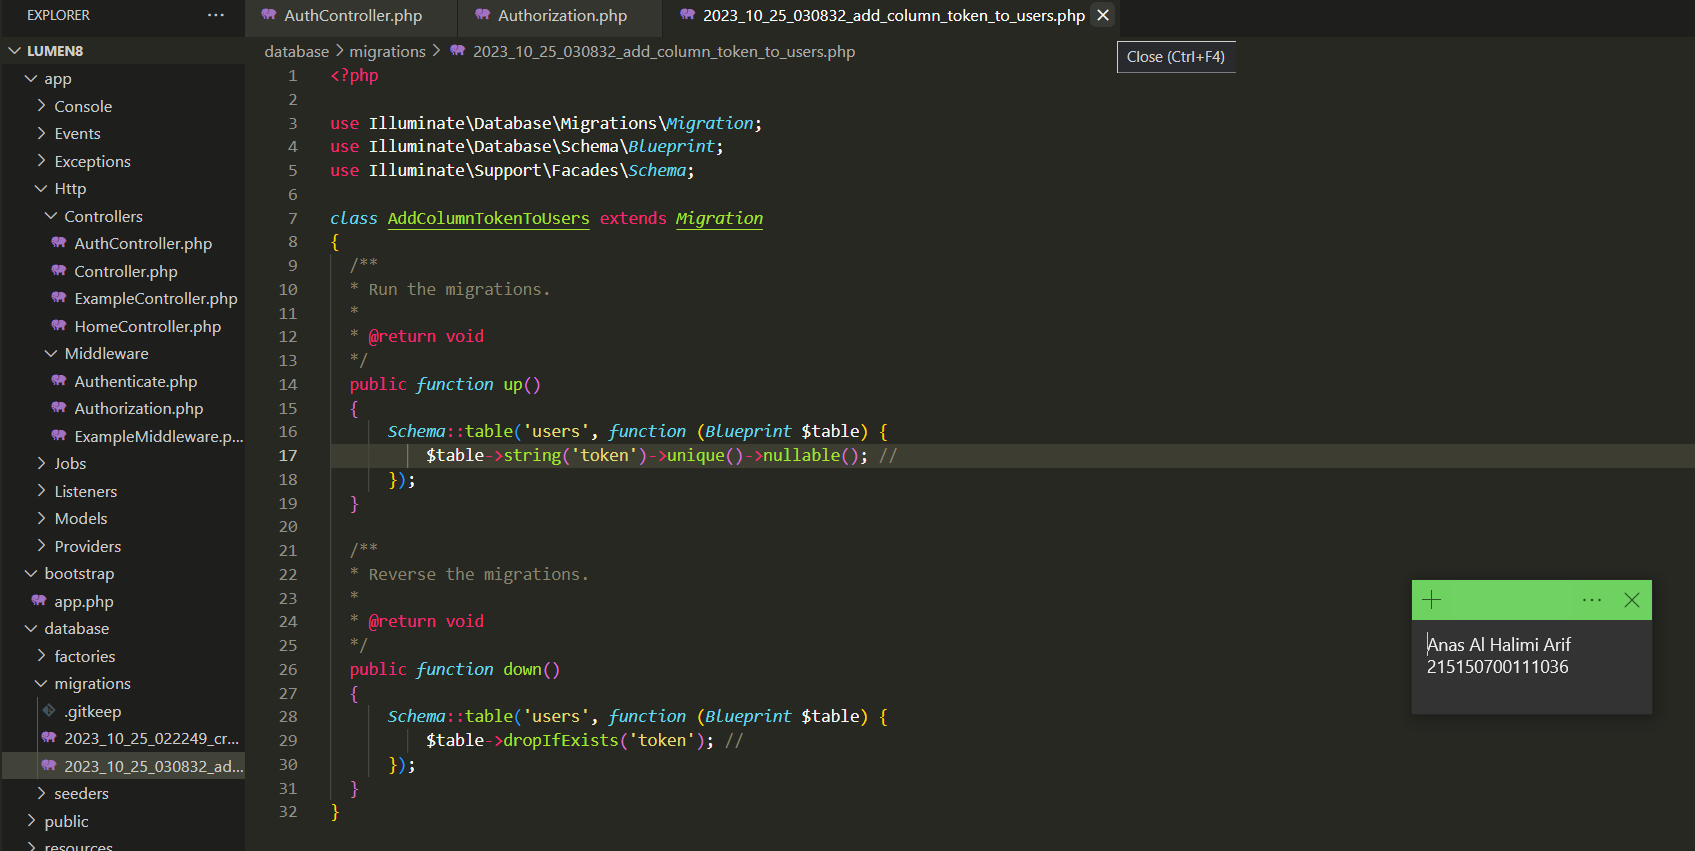 EXPLORER ···
LUMEN8
app
Console
Events
Exceptions
Http
Controllers
AuthController.php
Controller.php
ExampleController.php
HomeController.php
Middleware
Authenticate.php
Authorization.php
ExampleMiddleware.p...
Jobs
Listeners
Models
Providers
bootstrap
app.php
database
factories
migrations
.gitkeep
2023_10_25_022249_cr...
2023_10_25_030832_ad...
seeders
public
resources
AuthController.php
Authorization.php
2023_10_25_030832_add_column_token_to_users.php
database > migrations > 2023_10_25_030832_add_column_token_to_users.php
Close (Ctrl+F4)
1 <?php
2
3 use Illuminate\Database\Migrations\Migration;
4 use Illuminate\Database\Schema\Blueprint;
5 use Illuminate\Support\Facades\Schema;
6
7 class AddColumnTokenToUsers extends Migration
8 {
9 /**
10 * Run the migrations.
11 *
12 * @return void
13 */
14 public function up()
15 {
16 Schema::table('users', function (Blueprint $table) {
17 $table->string('token')->unique()->nullable(); //
18 });
19 }
20
21 /**
22 * Reverse the migrations.
23 *
24 * @return void
25 */
26 public function down()
27 {
28 Schema::table('users', function (Blueprint $table) {
29 $table->dropIfExists('token'); //
30 });
31 }
32 }
Anas Al Halimi Arif
215150700111036